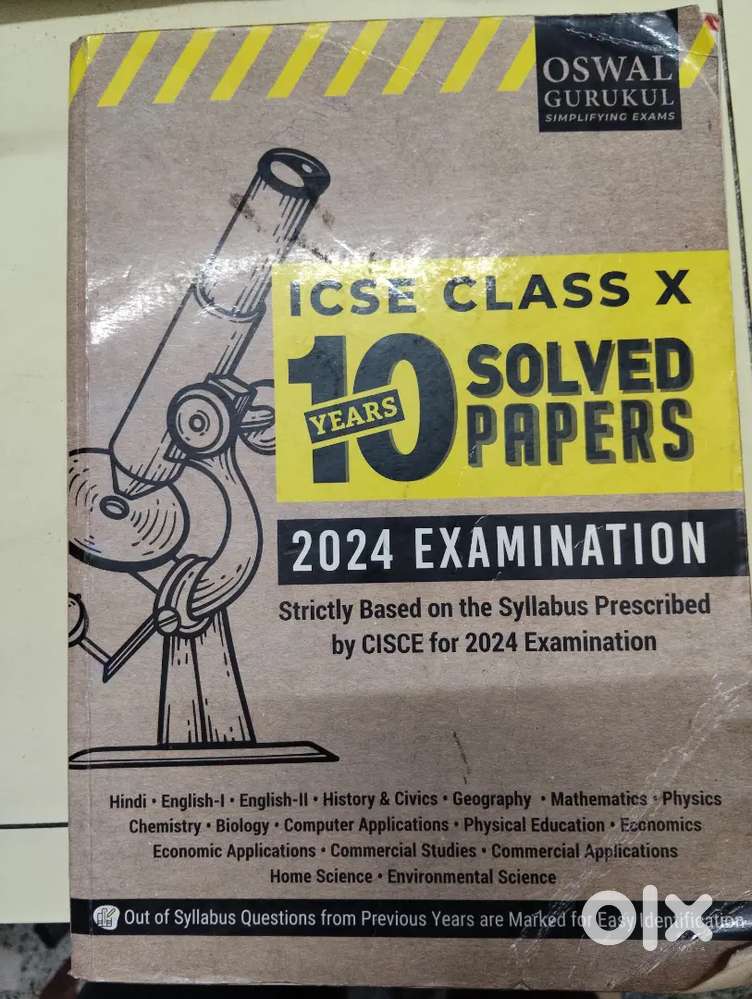 OSWAL
GURUKUL
SIMPLIFYING EXAMS
ICSE CLASS X
10
YEARS
SOLVED
PAPERS
2024 EXAMINATION
Strictly Based on the Syllabus Prescribed
by CISCE for 2024 Examination
Hindi • English-I • English-II • History & Civics • Geography • Mathematics • Physics
Chemistry • Biology • Computer Applications • Physical Education • Economics
Economic Applications • Commercial Studies • Commercial Applications
Home Science • Environmental Science
Out of Syllabus Questions from Previous Years are Marked for Easy Identification
olx